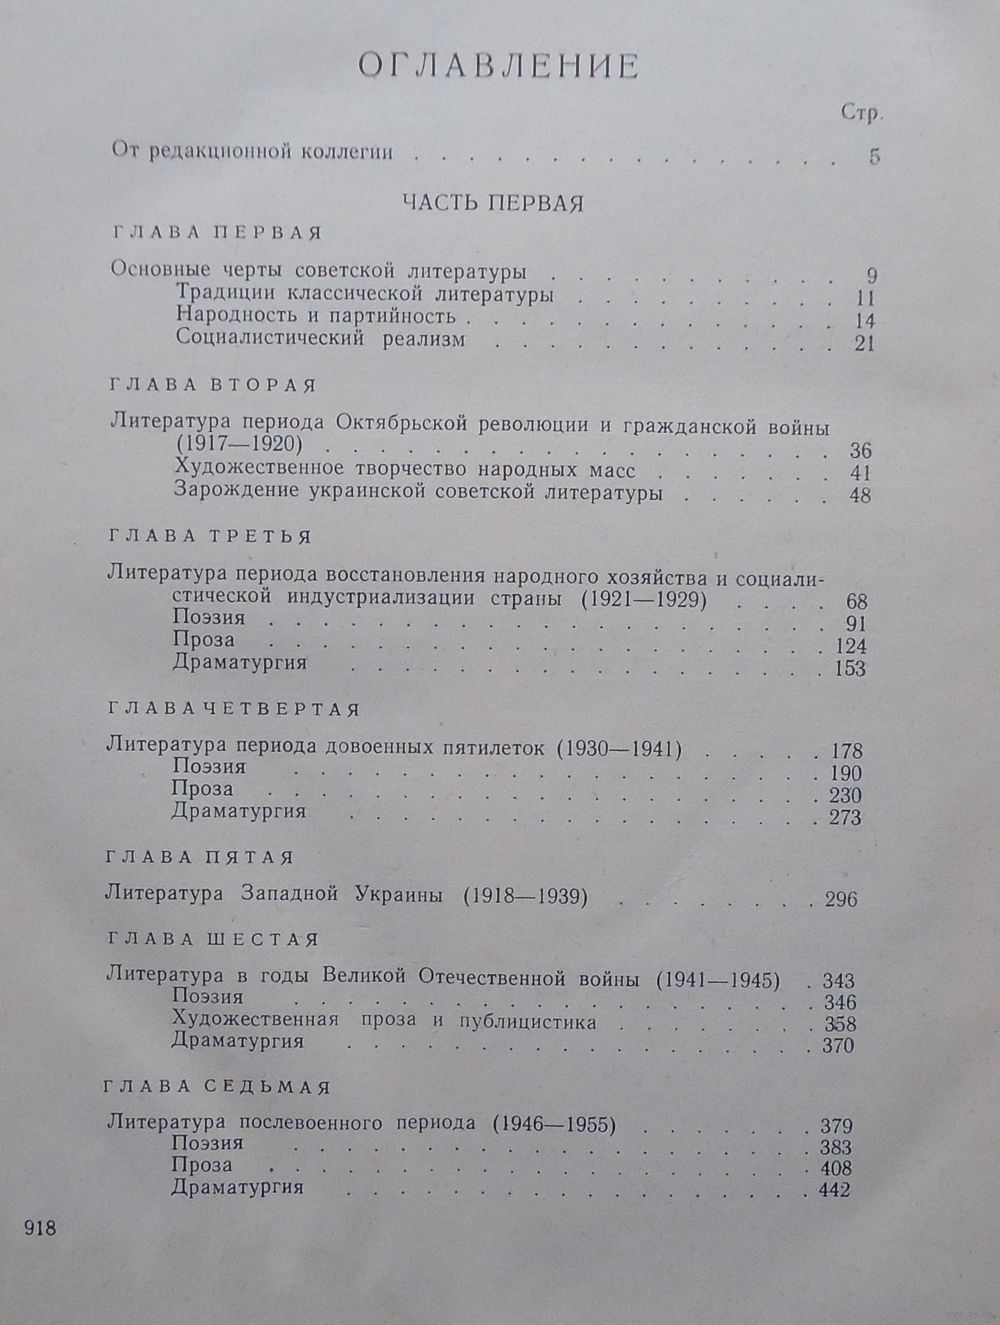 ОГЛАВЛЕНИЕ
Стр.
От редакционной коллегии . . . . . . . . . . . . . . . . 5
ЧАСТЬ ПЕРВАЯ
ГЛАВА ПЕРВАЯ
Основные черты советской литературы . . . . . . . . . . . 9
Традиции классической литературы . . . . . . . . . . 11
Народность и партийность . . . . . . . . . . . . . . 14
Социалистический реализм . . . . . . . . . . . . . 21
ГЛАВА ВТОРАЯ
Литература периода Октябрьской революции и гражданской войны
(1917—1920) . . . . . . . . . . . . . . . . . . . 36
Художественное творчество народных масс . . . . . . . 41
Зарождение украинской советской литературы . . . . . . 48
ГЛАВА ТРЕТЬЯ
Литература периода восстановления народного хозяйства и социали-
стической индустриализации страны (1921—1929) . . . . 68
Поэзия . . . . . . . . . . . . . . . . . . . . . 91
Проза . . . . . . . . . . . . . . . . . . . . . 124
Драматургия . . . . . . . . . . . . . . . . . . 153
ГЛАВА ЧЕТВЕРТАЯ
Литература периода довоенных пятилеток (1930—1941) . . . . . 178
Поэзия . . . . . . . . . . . . . . . . . . . . 190
Проза . . . . . . . . . . . . . . . . . . . . . 230
Драматургия . . . . . . . . . . . . . . . . . . 273
ГЛАВА ПЯТАЯ
Литература Западной Украины (1918—1939) . . . . . . . . 296
ГЛАВА ШЕСТАЯ
Литература в годы Великой Отечественной войны (1941—1945) . 343
Поэзия . . . . . . . . . . . . . . . . . . . . 346
Художественная проза и публицистика . . . . . . . . 358
Драматургия . . . . . . . . . . . . . . . . . . 370
ГЛАВА СЕДЬМАЯ
Литература послевоенного периода (1946—1955) . . . . . . . 379
Поэзия . . . . . . . . . . . . . . . . . . . . 383
Проза . . . . . . . . . . . . . . . . . . . . . 408
Драматургия . . . . . . . . . . . . . . . . . . 442
918